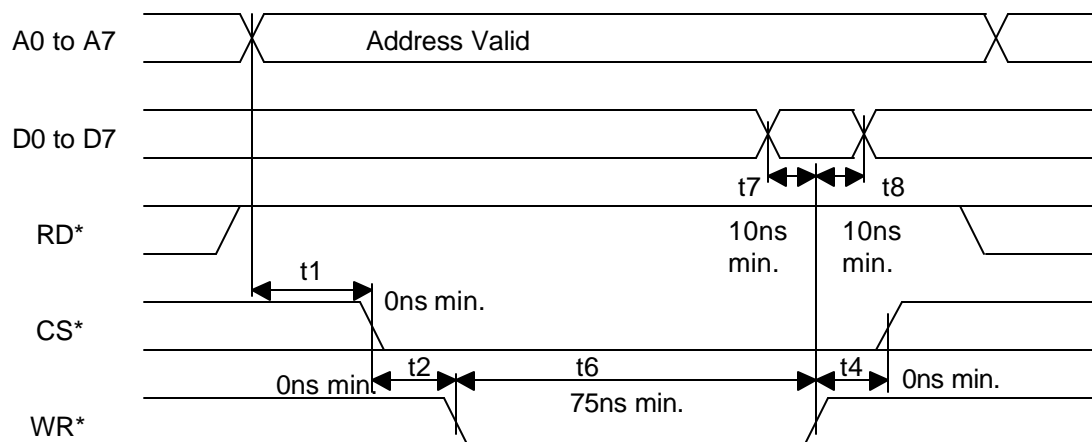 A0 to A7
Address Valid
D0 to D7
t7
t8
RD*
10ns
min.
10ns
min.
t1
0ns min.
CS*
t2
t6
t4
0ns min.
75ns min.
0ns min.
WR*